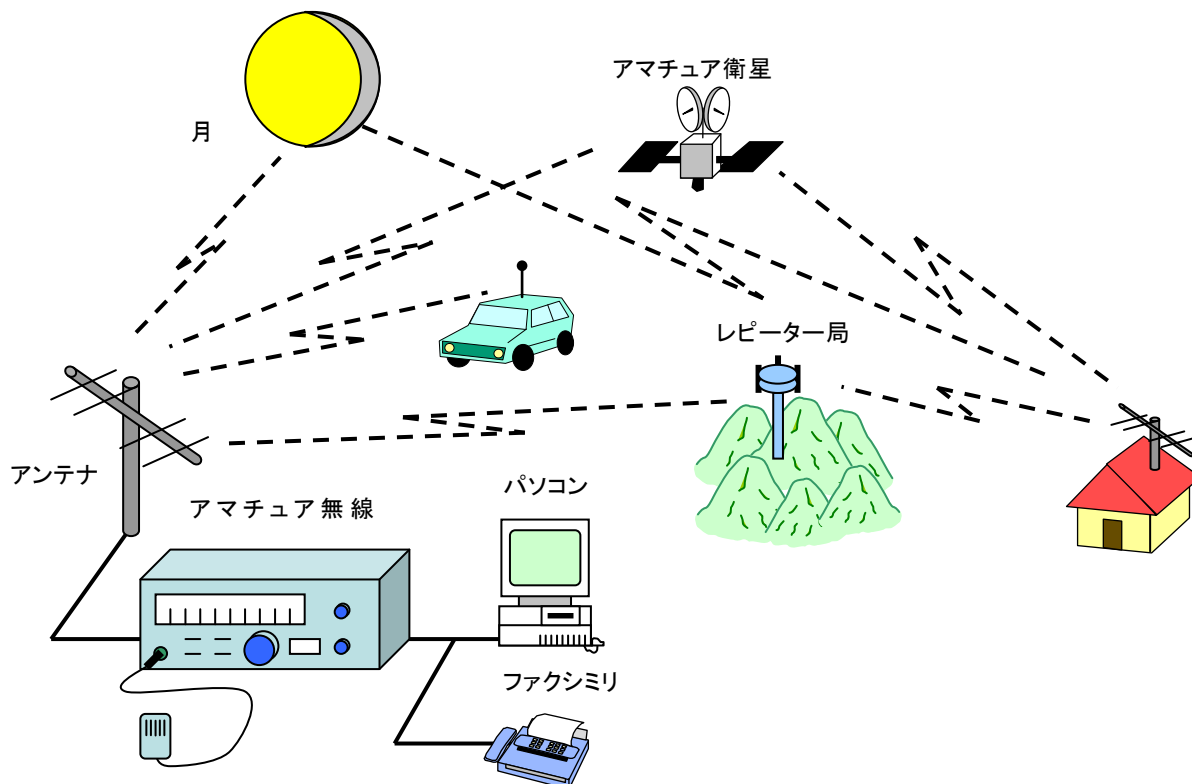 アマチュア衛星
月
レピーター局
アンテナ
パソコン
アマチュア無線
ファクシミリ